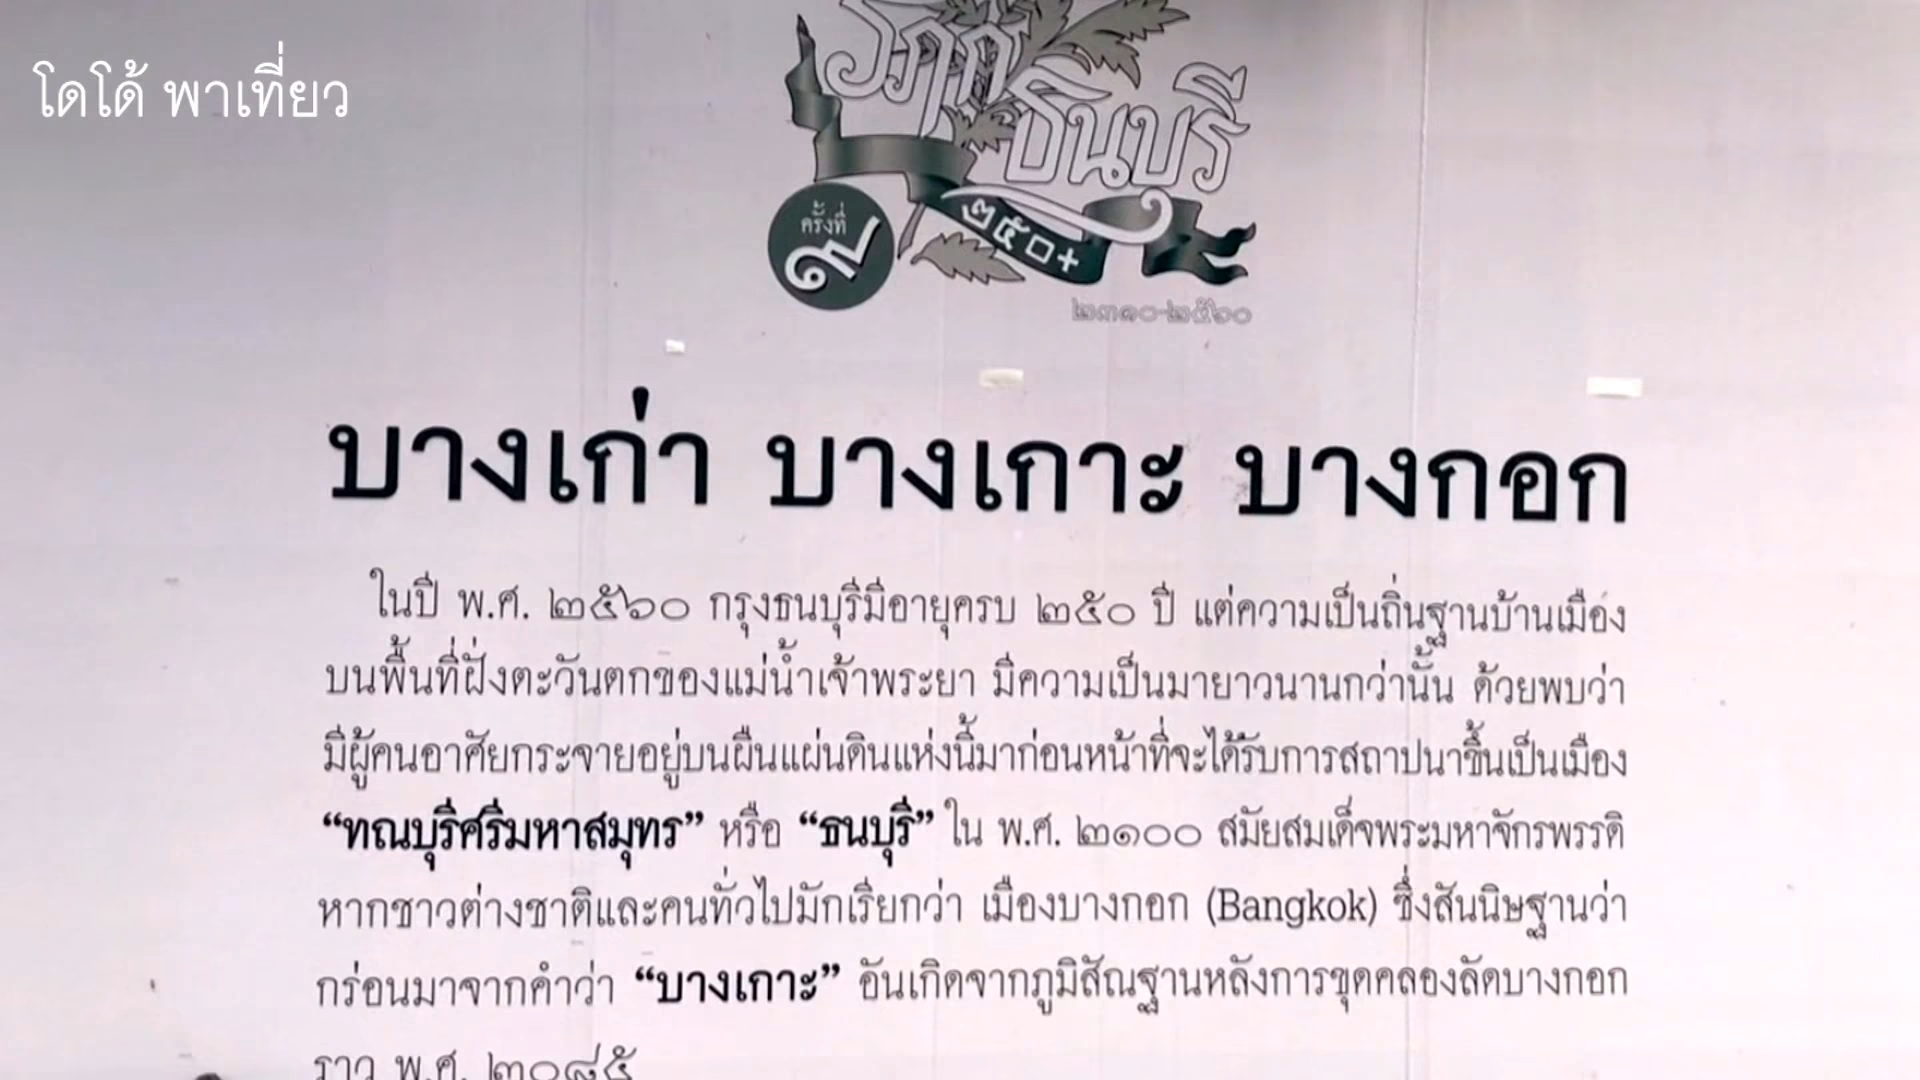 โดโด้ พาเที่ยว
ธนบุรี
ครั้งที่
๒๕๐+
๒๓๑๐-๒๕๖๐
บางเก่า บางเกาะ บางกอก
ในปี พ.ศ. ๒๕๖๐ กรุงธนบุรีมีอายุครบ ๒๕๐ ปี แต่ความเป็นถิ่นฐานบ้านเมือง
บนพื้นที่ฝั่งตะวันตกของแม่น้ำเจ้าพระยา มีความเป็นมายาวนานกว่านั้น ด้วยพบว่า
มีผู้คนอาศัยกระจายอยู่บนผืนแผ่นดินแห่งนี้มาก่อนหน้าที่จะได้รับการสถาปนาขึ้นเป็นเมือง
“ทณบุรีศรีมหาสมุทร” หรือ “ธนบุรี” ใน พ.ศ. ๒๑๐๐ สมัยสมเด็จพระมหาจักรพรรดิ
หากชาวต่างชาติและคนทั่วไปมักเรียกว่า เมืองบางกอก (Bangkok) ซึ่งสันนิษฐานว่า
กร่อนมาจากคำว่า “บางเกาะ” อันเกิดจากภูมิสัณฐานหลังการขุดคลองลัดบางกอก
ราว พ.ศ. ๒๐๘๕